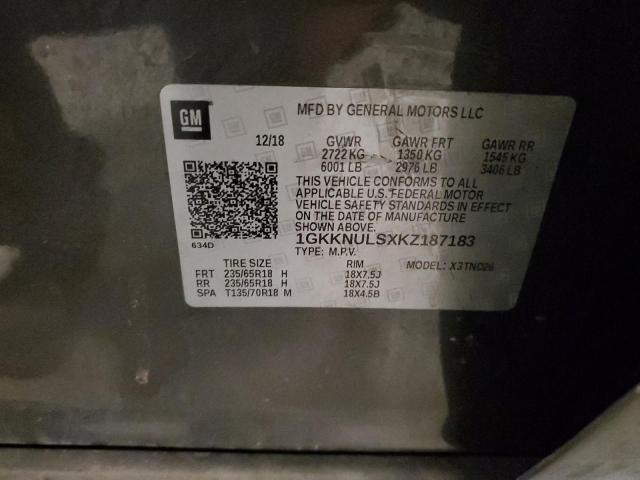 GM
MFD BY GENERAL MOTORS LLC
12/18
GVWR GAWR FRT GAWR RR
2722 KG 1350 KG 1545 KG
6001 LB 2976 LB 3406 LB
THIS VEHICLE CONFORMS TO ALL
APPLICABLE U.S. FEDERAL MOTOR
VEHICLE SAFETY STANDARDS IN EFFECT
ON THE DATE OF MANUFACTURE
SHOWN ABOVE.
1GKKNULSXKZ187183
TYPE: M.P.V. MODEL: X3TND26
634D
TIRE SIZE RIM
FRT 235/65R18 H 18X7.5J
RR 235/65R18 H 18X7.5J
SPA T135/70R18 M 18X4.5B